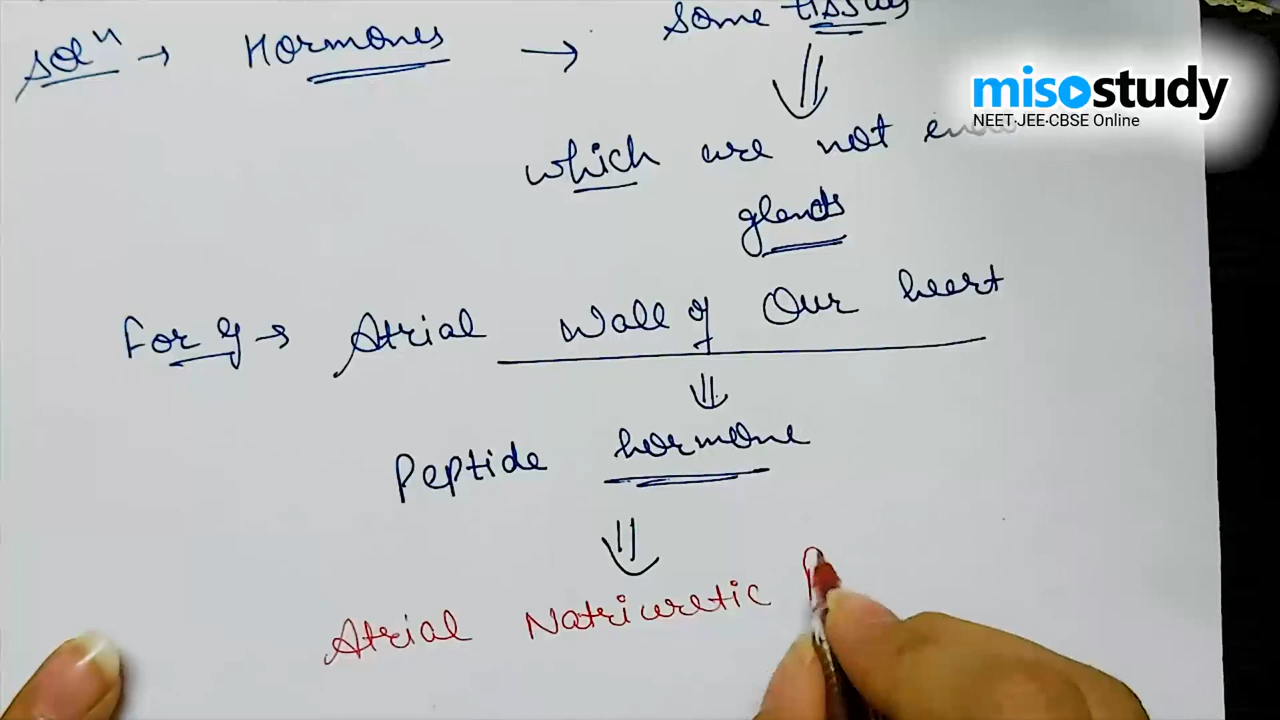 Solⁿ → Hormones → Some tissues
which are not
glands
For eg → Atrial Wall of Our heart
Peptide hormone
Atrial Natriuretic P
misostudy
NEET·JEE·CBSE Online